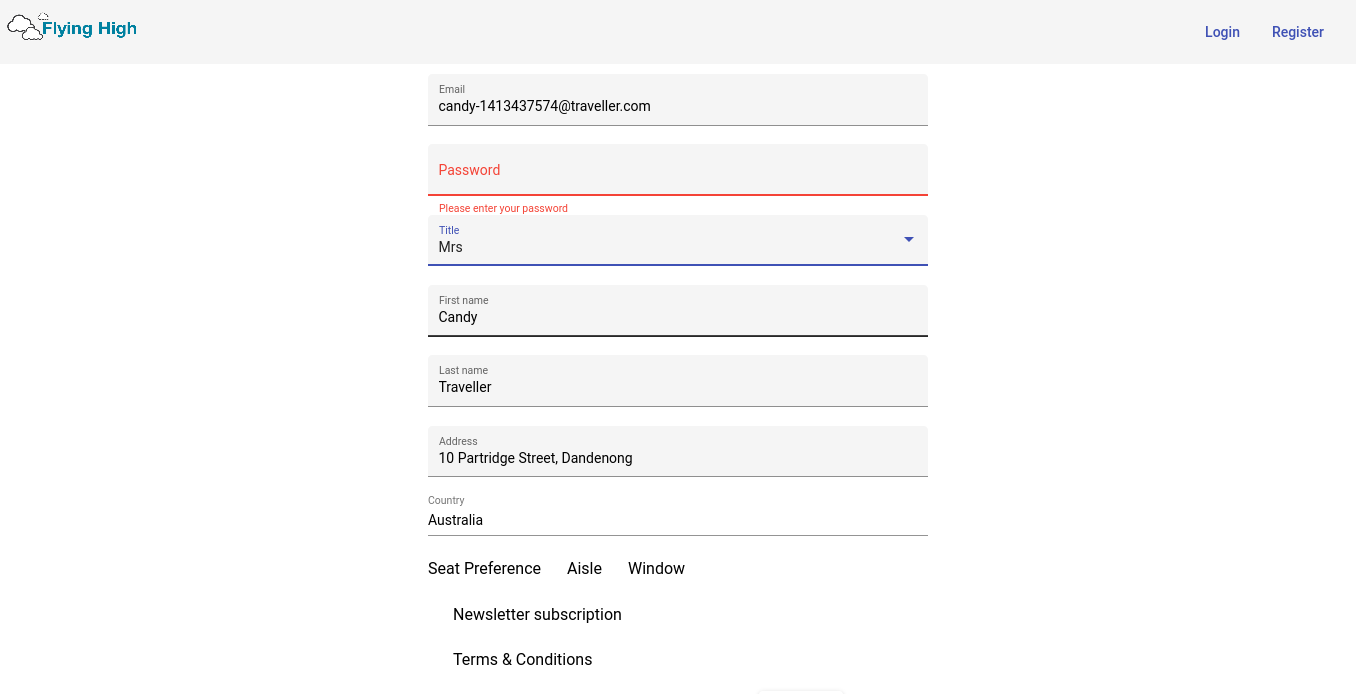 Flying High
Login Register
Email
candy-1413437574@traveller.com
Password
Please enter your password
Title
Mrs
First name
Candy
Last name
Traveller
Address
10 Partridge Street, Dandenong
Country
Australia
Seat Preference Aisle Window
Newsletter subscription
Terms & Conditions